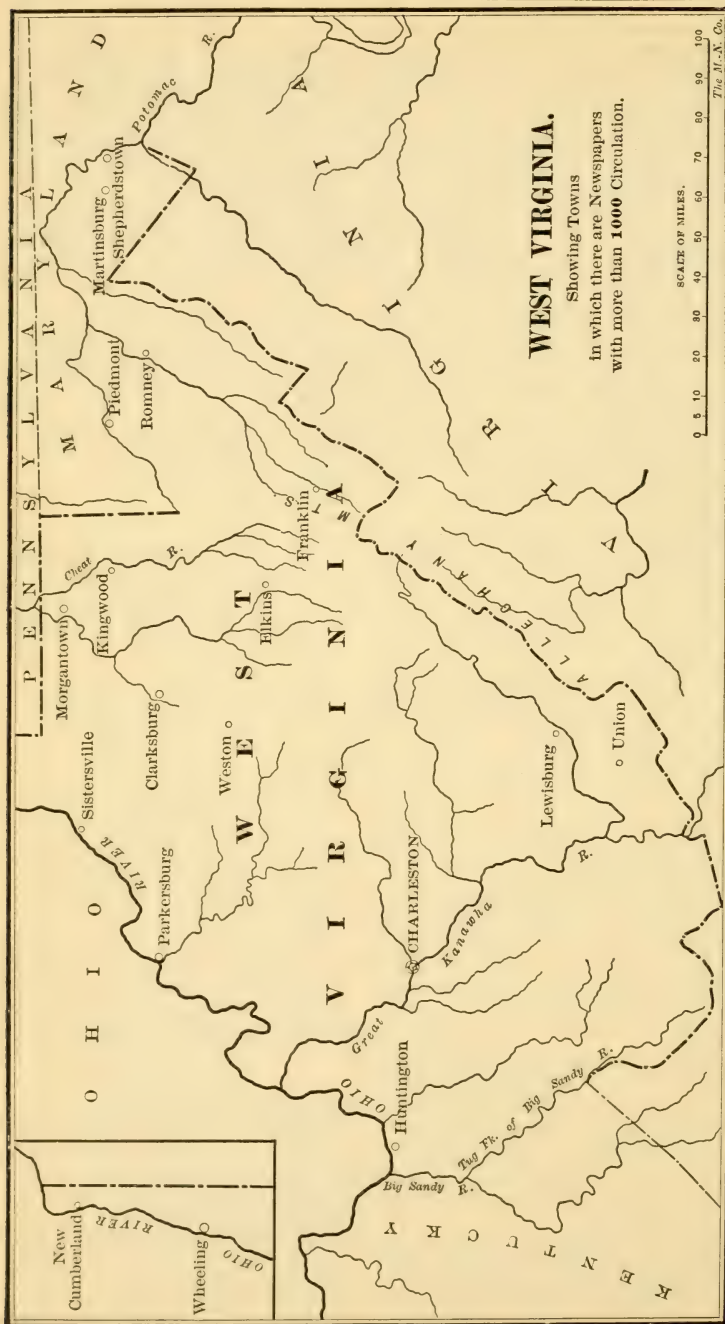 WEST VIRGINIA.
Showing Towns
in which there are Newspapers
with more than 1000 Circulation.
SCALE OF MILES.
0 5 10 20 30 40 50 60 70 80 90 100
The M.-N. Co.
New
Cumberland
OHIO RIVER
Wheeling
OHIO
PENNSYLVANIA
MARYLAND
Sistersville
RIVER
Parkersburg
Morgantown
Cheat R.
Kingwood
Clarksburg
Weston
Elkins
Piedmont
Romney
Martinsburg
Shepherdstown
Potomac R.
Franklin
WEST
VIRGINIA
VIRGINIA
ALLEGHANY MTS.
OHIO
Huntington
Great Kanawha R.
CHARLESTON
Lewisburg
Union
Big Sandy R.
Tug Fk. of Big Sandy R.
KENTUCKY